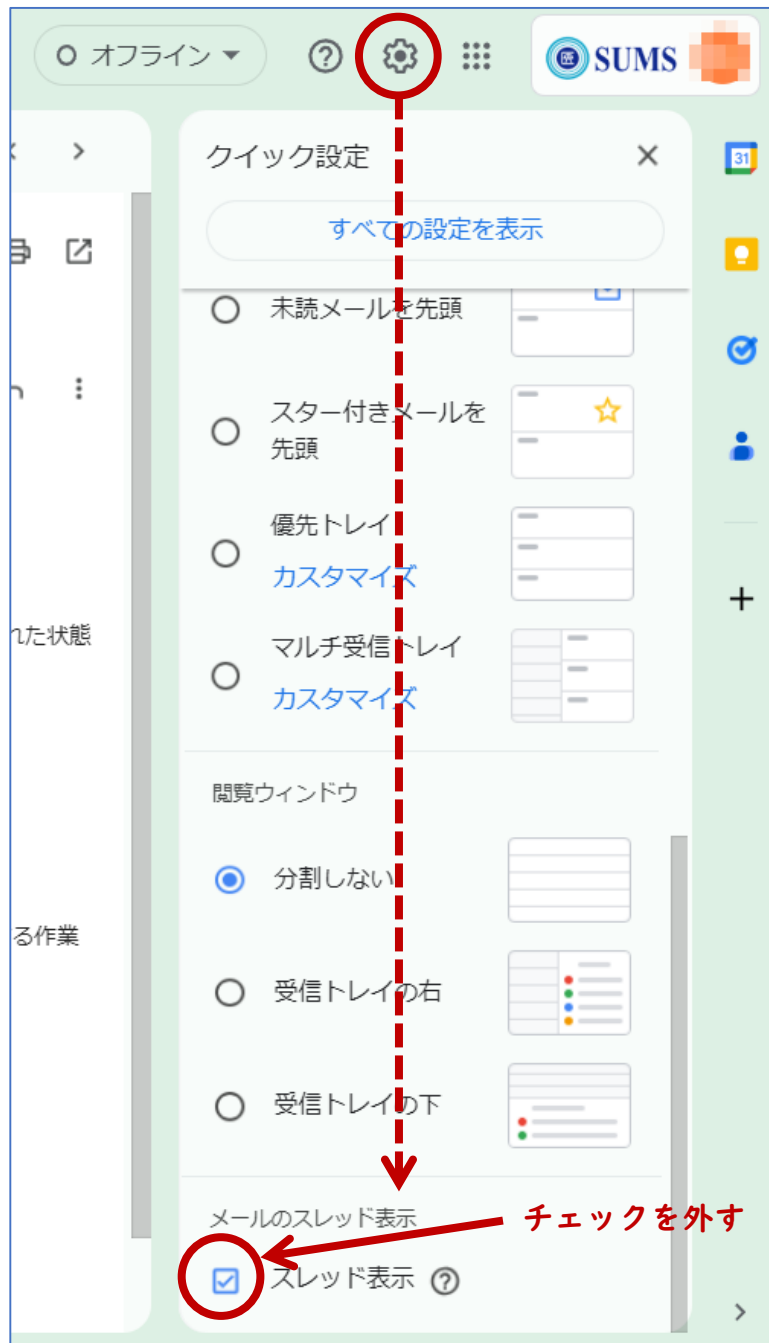 オフライン
SUMS
クイック設定
すべての設定を表示
31
未読メールを先頭
スター付きメールを
先頭
優先トレイ
カスタマイズ
れた状態
マルチ受信トレイ
カスタマイズ
閲覧ウィンドウ
分割しない
る作業
受信トレイの右
受信トレイの下
メールのスレッド表示
チェックを外す
スレッド表示